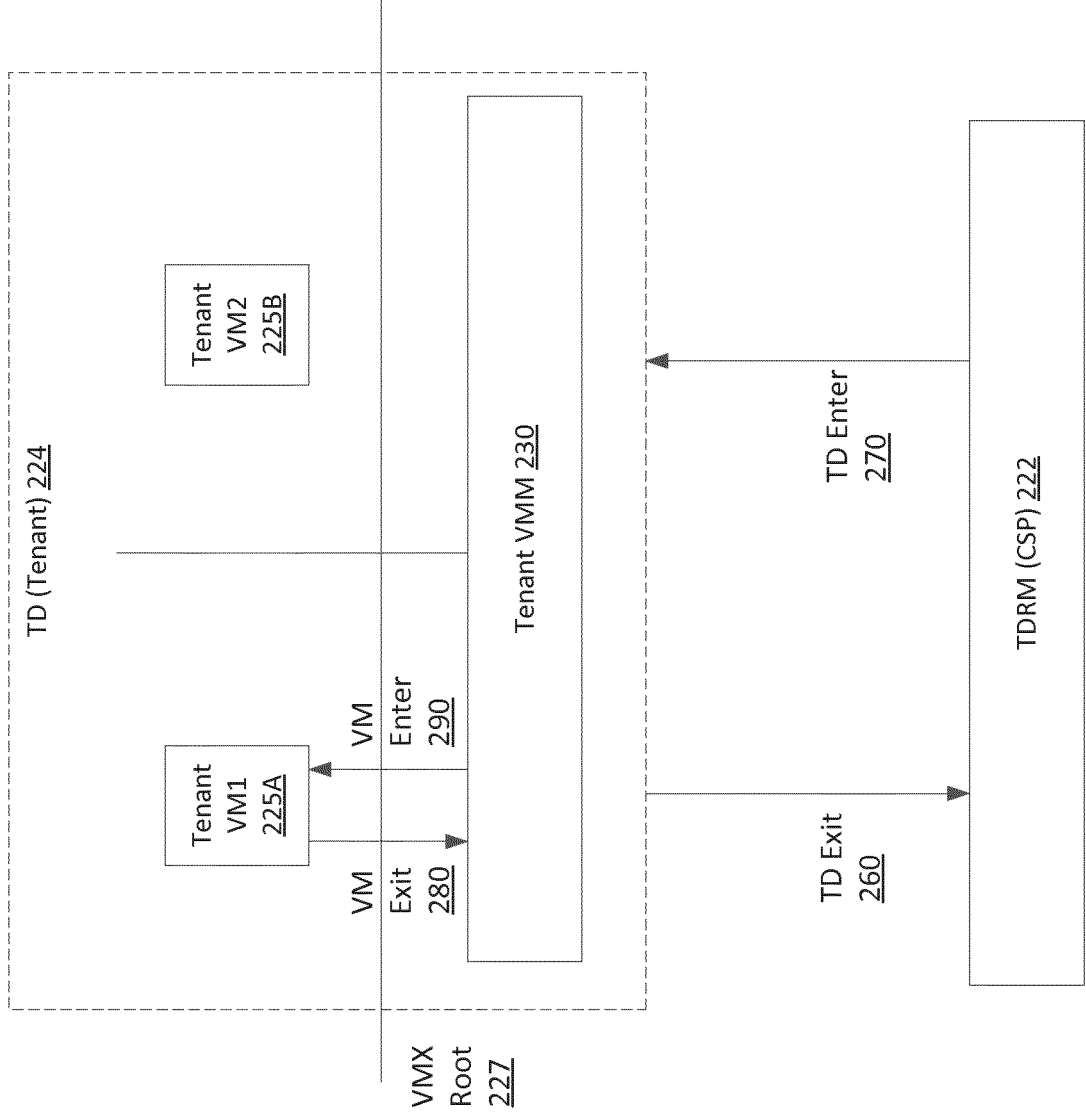 TD (Tenant) 224
Tenant
VM1
225A
Tenant
VM2
225B
VM
Exit
280
VM
Enter
290
VMX
Root
227
Tenant VMM 230
TD Exit
260
TD Enter
270
TDRM (CSP) 222